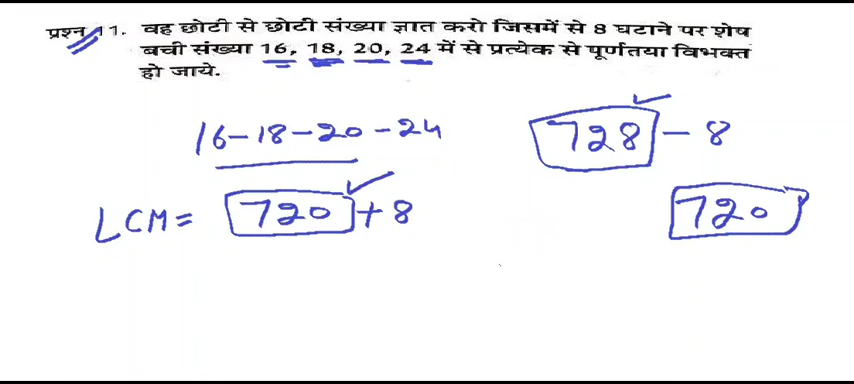 प्रश्न 11. वह छोटी से छोटी संख्या ज्ञात करो जिसमें से 8 घटाने पर शेष
बची संख्या 16, 18, 20, 24 में से प्रत्येक से पूर्णतया विभक्त
हो जाये.
16-18-20-24
728 - 8
LCM = 720 + 8
720